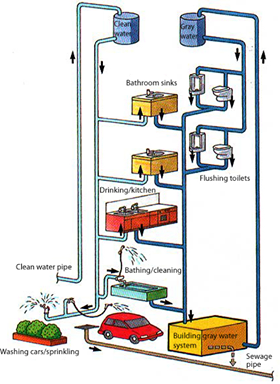 Clean
water
Gray
water
Bathroom sinks
Flushing toilets
Drinking/kitchen
Clean water pipe
Bathing/cleaning
Building gray water
system
Sewage
pipe
Washing cars/sprinkling